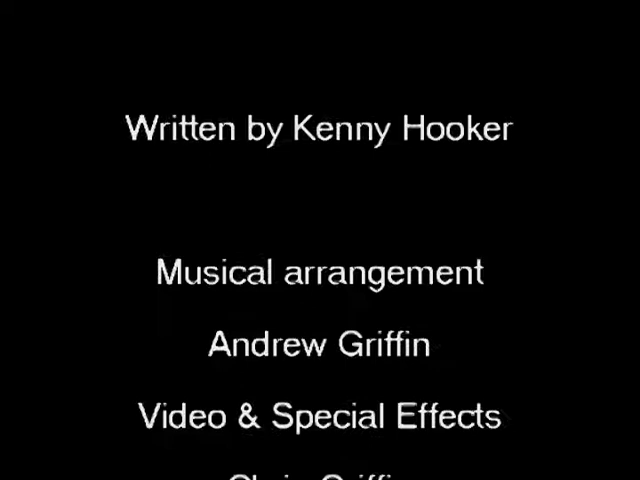 Written by Kenny Hooker
Musical arrangement
Andrew Griffin
Video & Special Effects